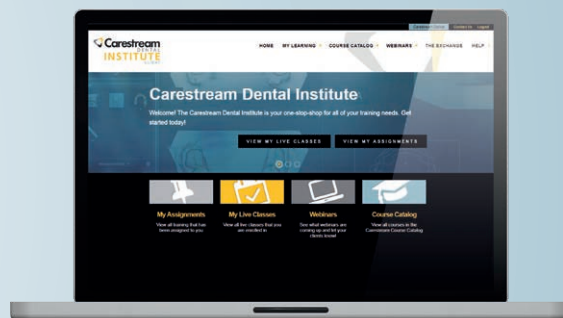 Carestream Dental
Contact Us
Logout
Carestream
DENTAL
INSTITUTE
HOME MY LEARNING COURSE CATALOG WEBINARS THE EXCHANGE HELP
Carestream Dental Institute
Welcome! The Carestream Dental Institute is your one-stop-shop for all of your training needs. Get
started today!
VIEW MY LIVE CLASSES VIEW MY ASSIGNMENTS
My Assignments
View all training that has
been assigned to you
My Live Classes
View all live classes that you
are enrolled in
Webinars
See what webinars are
coming up and let your
clients know!
Course Catalog
View all courses in the
Carestream Course Catalog